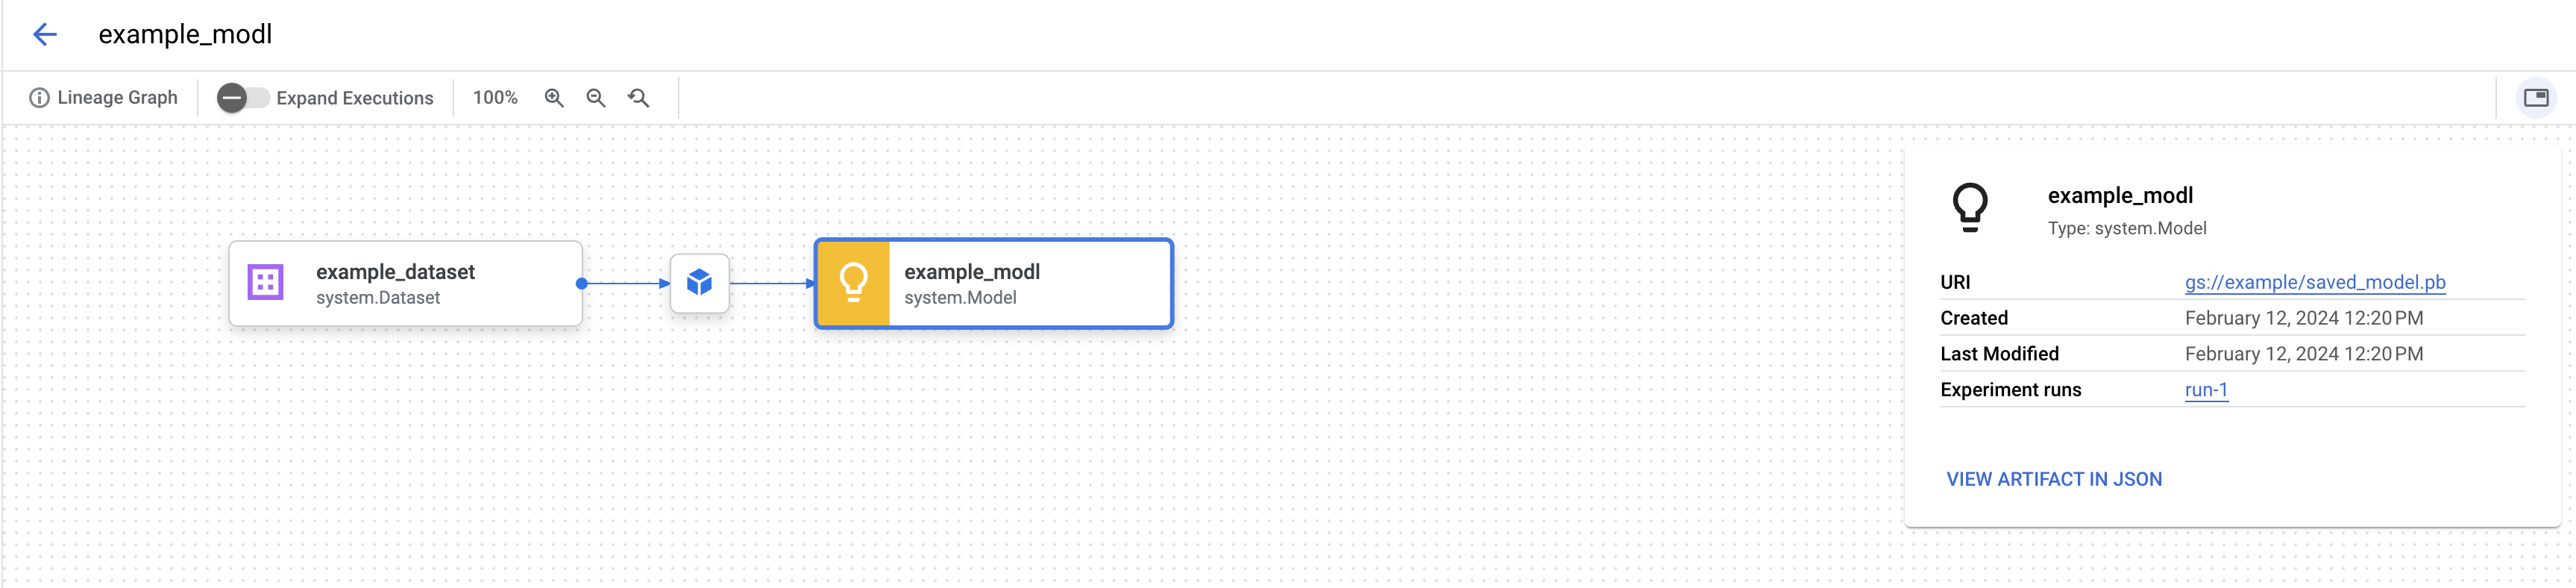 example_modl
Lineage Graph
Expand Executions
100%
example_dataset
system.Dataset
example_modl
system.Model
example_modl
Type: system.Model
URI gs://example/saved_model.pb
Created February 12, 2024 12:20 PM
Last Modified February 12, 2024 12:20 PM
Experiment runs run-1
VIEW ARTIFACT IN JSON